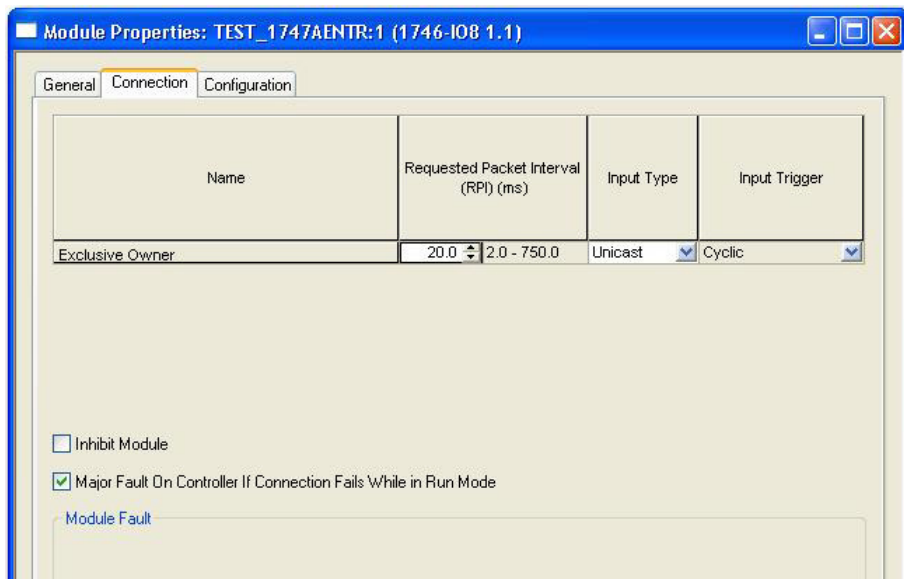 Module Properties: TEST_1747AENTR:1 (1746-IO8 1.1)
General Connection Configuration
Name Requested Packet Interval (RPI) (ms) Input Type Input Trigger
Exclusive Owner 20.0 2.0 - 750.0 Unicast Cyclic
Inhibit Module
Major Fault On Controller If Connection Fails While in Run Mode
Module Fault